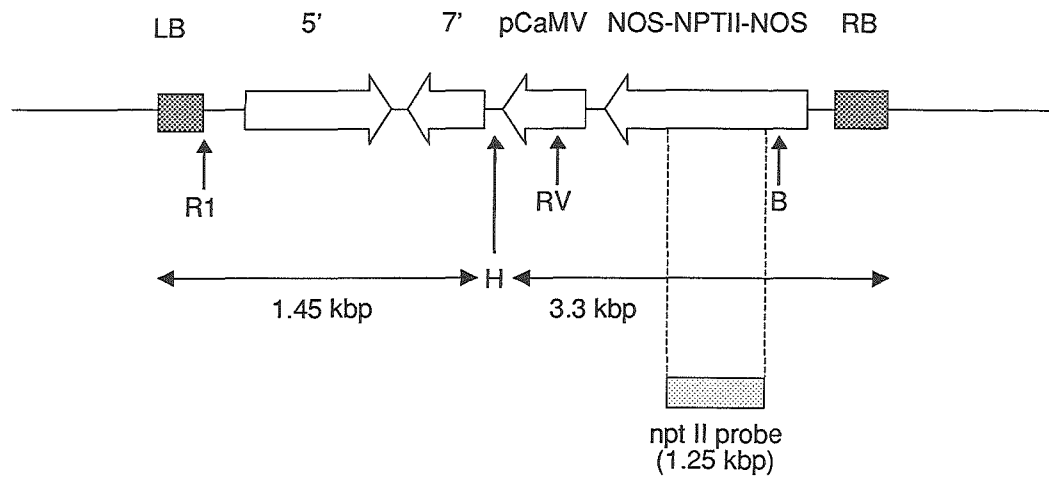 LB 5’ 7’ pCaMV NOS-NPTII-NOS RB
R1 RV B
H
1.45 kbp 3.3 kbp
npt II probe
(1.25 kbp)